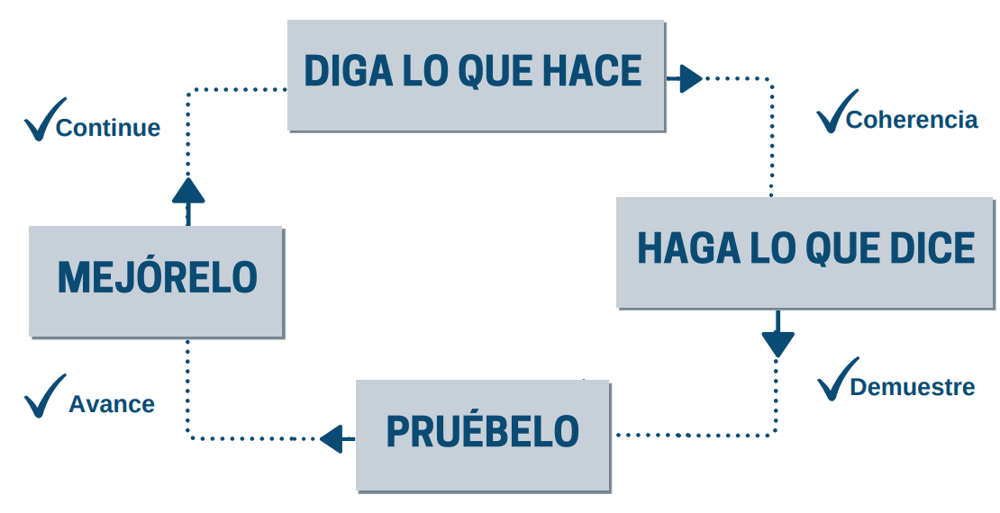 DIGA LO QUE HACE
Coherencia
HAGA LO QUE DICE
Demuestre
PRUÉBELO
Avance
MEJÓRELO
Continue